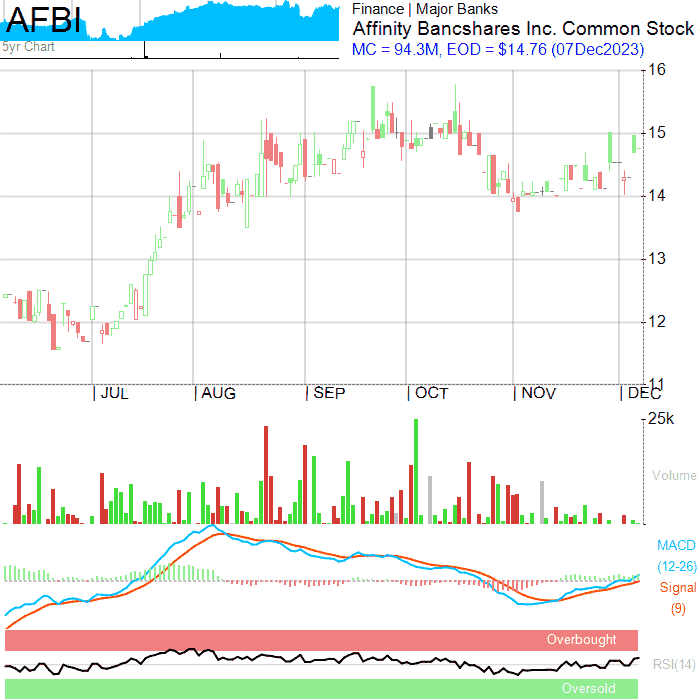 AFBI
5yr Chart
Finance | Major Banks
Affinity Bancshares Inc. Common Stock
MC = 94.3M, EOD = $14.76 (07Dec2023)
16
15
14
13
12
11
JUL AUG SEP OCT NOV DEC
25k
Volume
MACD
(12-26)
Signal
(9)
Overbought
RSI(14)
Oversold